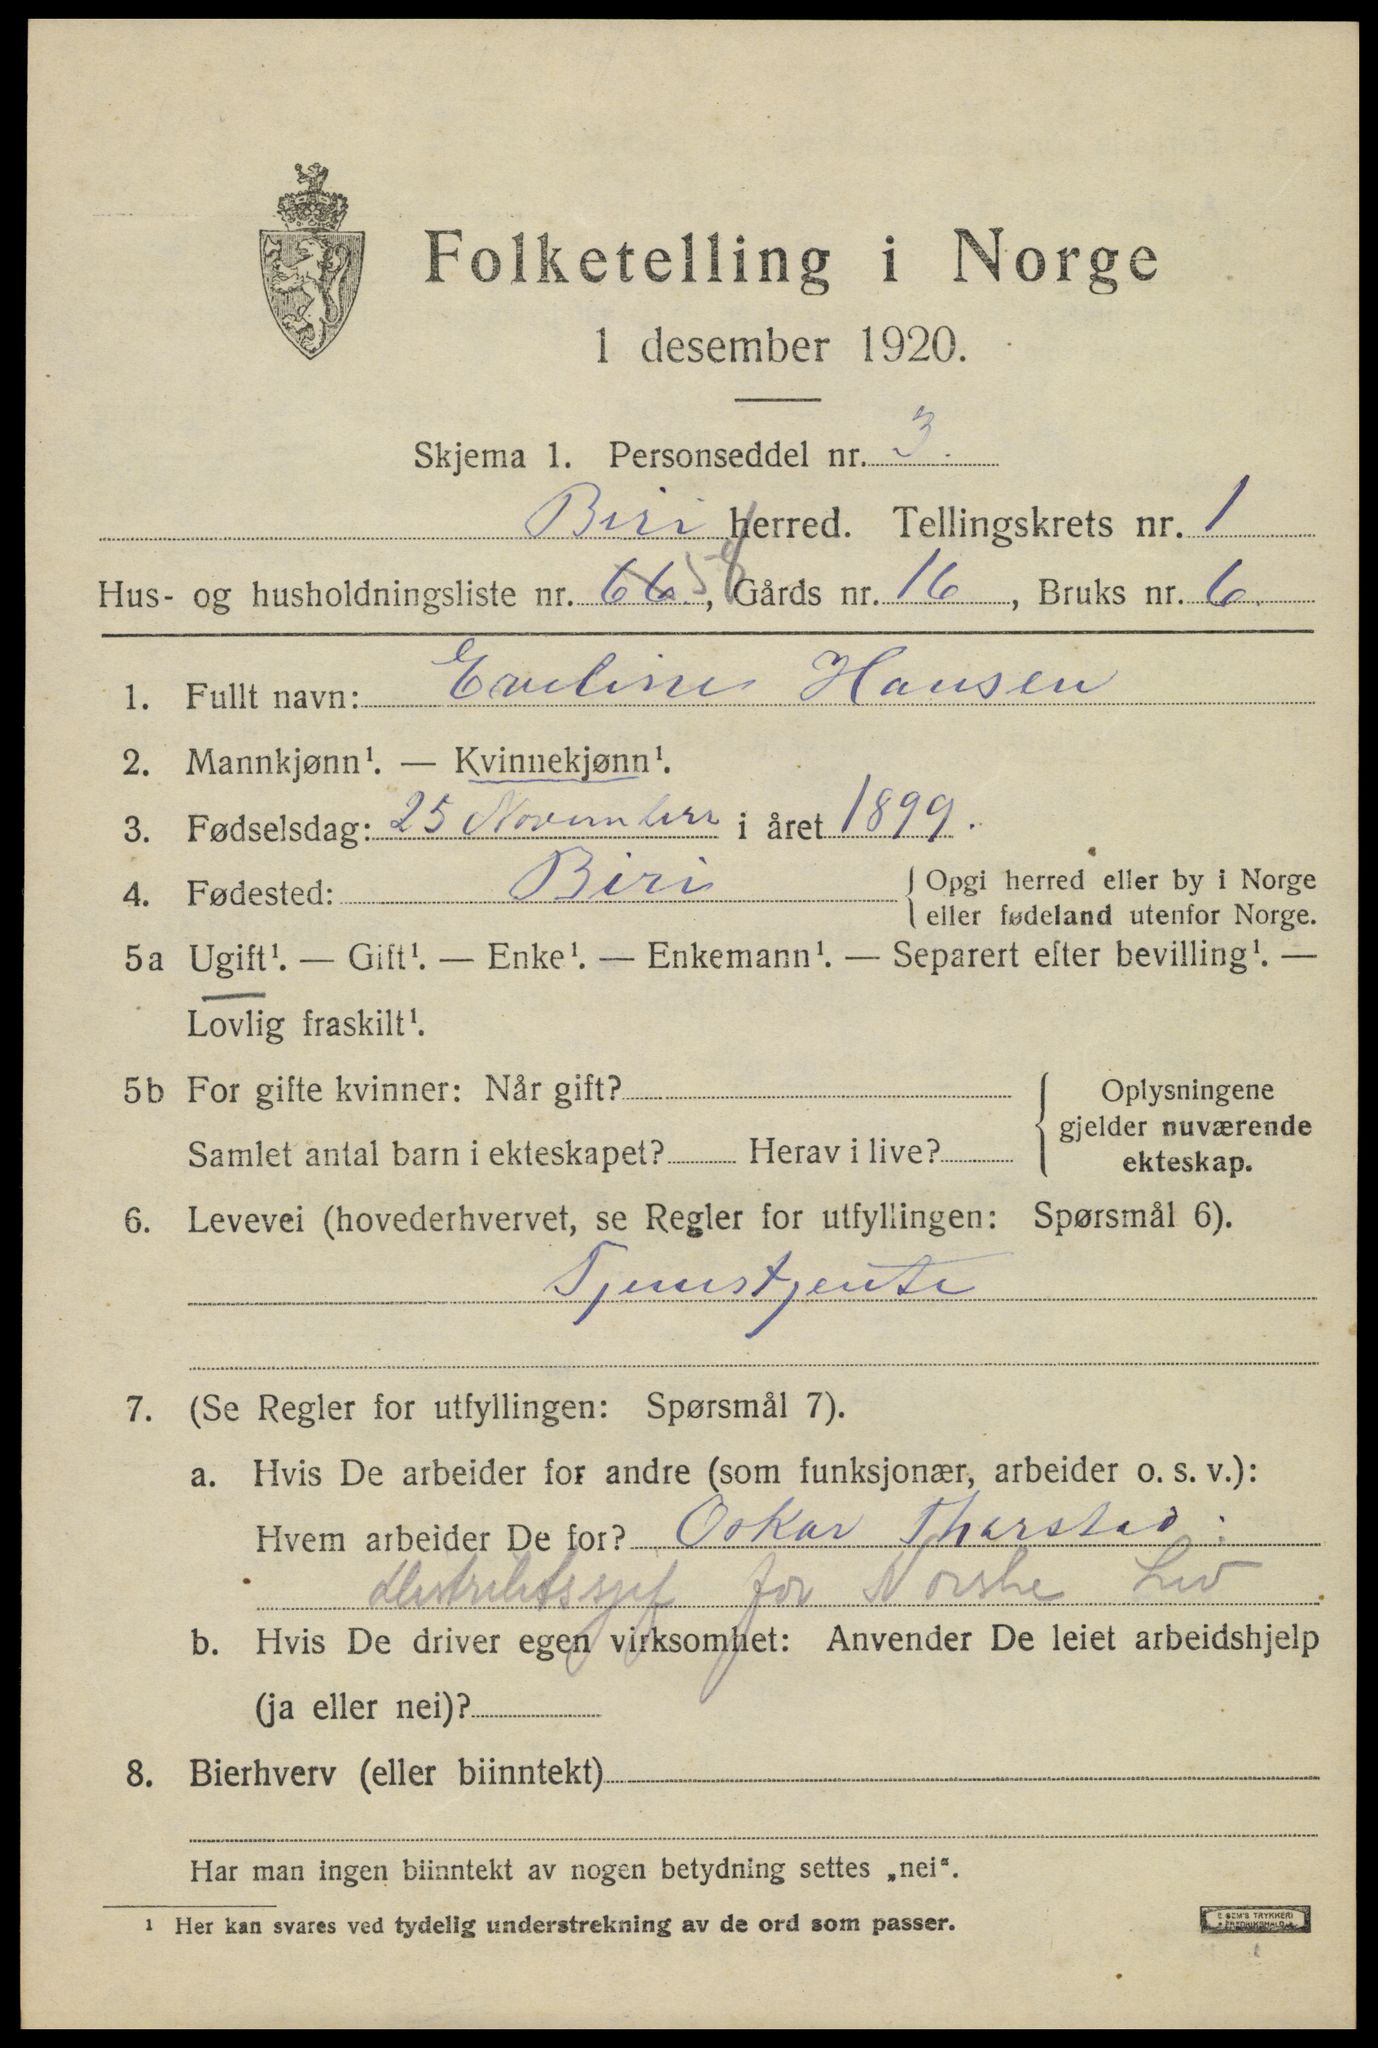 Folketelling i Norge
1 desember 1920.
Skjema 1. Personseddel nr. 3.
Biri herred. Tellingskrets nr. 1
Hus- og husholdningsliste nr. 66. 58, Gårds nr. 16, Bruks nr. 6.
1. Fullt navn: Eveline Hansen
2. Mannkjønn¹. — Kvinnekjønn¹.
3. Fødselsdag: 25 November i året 1899.
4. Fødested: Biri
Opgi herred eller by i Norge
eller fødeland utenfor Norge.
5a Ugift¹. — Gift¹. — Enke¹. — Enkemann¹. — Separert efter bevilling¹. —
Lovlig fraskilt¹.
5b For gifte kvinner: Når gift?
Samlet antal barn i ekteskapet? Herav i live?
Oplysningene
gjelder nuværende
ekteskap.
6. Levevei (hovederhvervet, se Regler for utfyllingen: Spørsmål 6).
Tjenestjente
7. (Se Regler for utfyllingen: Spørsmål 7).
a. Hvis De arbeider for andre (som funksjonær, arbeider o. s. v.):
Hvem arbeider De for? Oskar Tharstad:
distriktssjef for Norske Liv
b. Hvis De driver egen virksomhet: Anvender De leiet arbeidshjelp
(ja eller nei)?
8. Bierhverv (eller biinntekt)
Har man ingen biinntekt av nogen betydning settes „nei".
¹ Her kan svares ved tydelig understrekning av de ord som passer.
E SEM'S TRYKKERI
FREDRIKSHALD